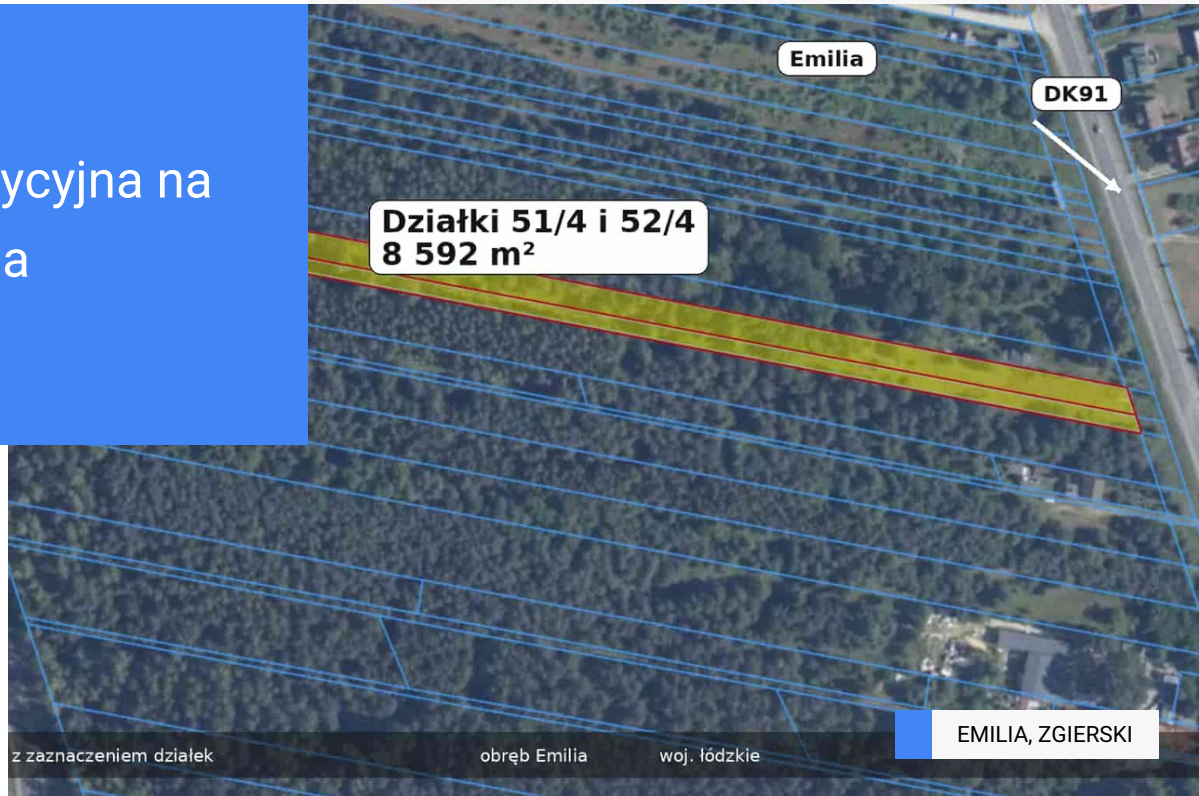 ycyjna na
a
Emilia
DK91
Działki 51/4 i 52/4
8 592 m²
z zaznaczeniem działek
obręb Emilia
woj. łódzkie
EMILIA, ZGIERSKI